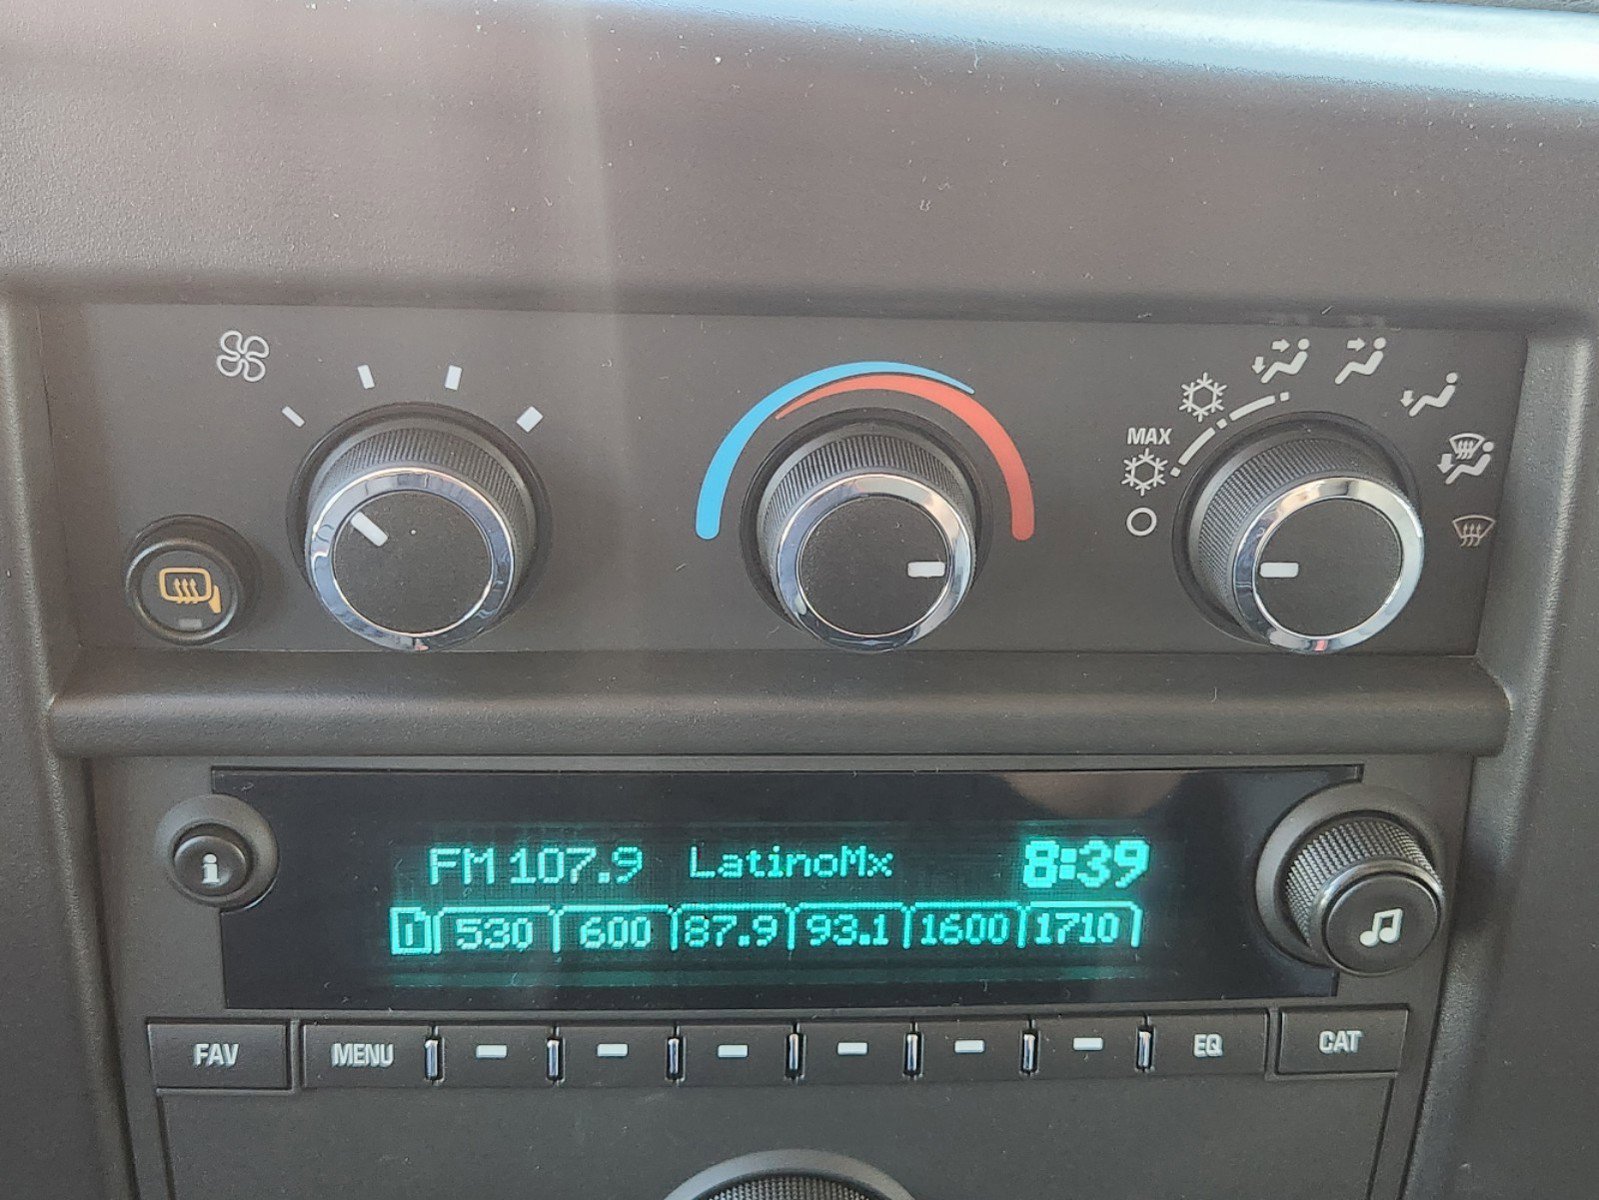 MAX
FM 107.9 LatinoMx 8:39
1 530 600 87.9 93.1 1600 1710
i
FAV MENU EQ CAT